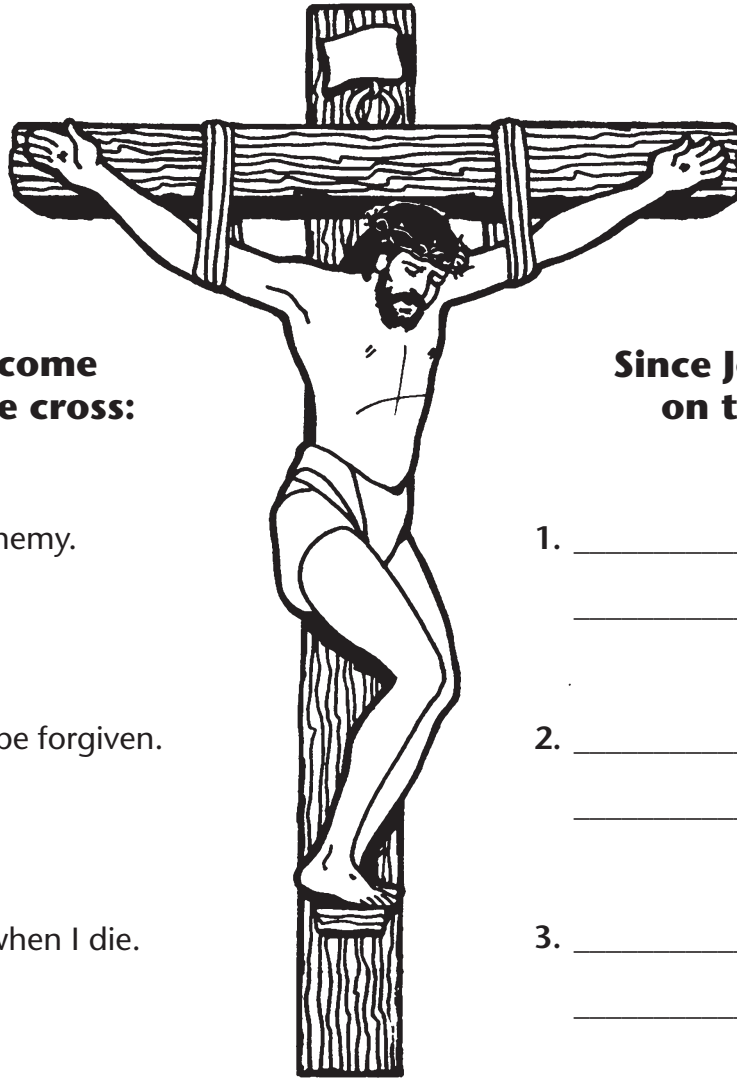 come
e cross:
nemy.
be forgiven.
when I die.
Since J
on t
1.
2.
3.